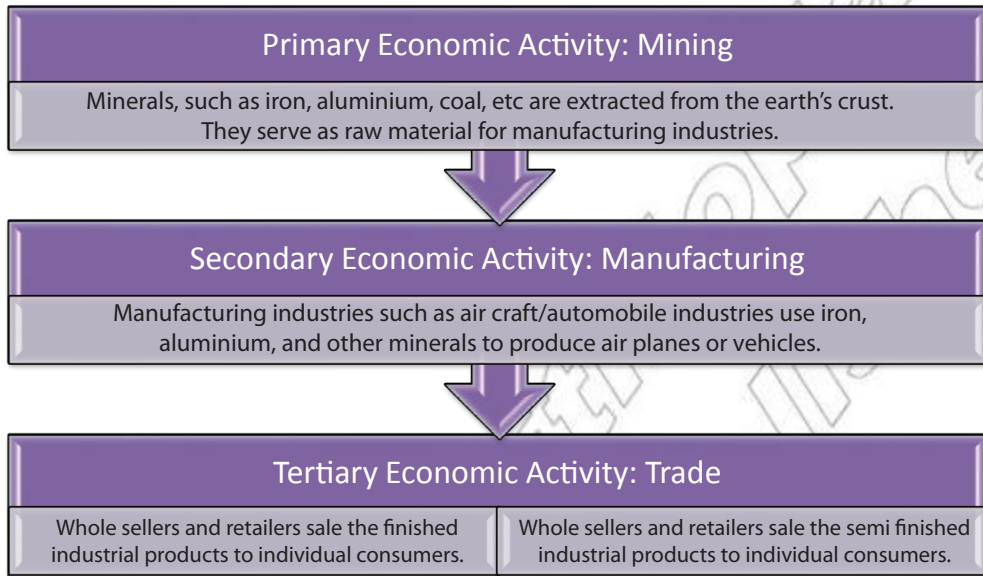 Primary Economic Activity: Mining
Minerals, such as iron, aluminium, coal, etc are extracted from the earth's crust.
They serve as raw material for manufacturing industries.
Secondary Economic Activity: Manufacturing
Manufacturing industries such as air craft/automobile industries use iron,
aluminium, and other minerals to produce air planes or vehicles.
Tertiary Economic Activity: Trade
Whole sellers and retailers sale the finished
industrial products to individual consumers.
Whole sellers and retailers sale the semi finished
industrial products to individual consumers.